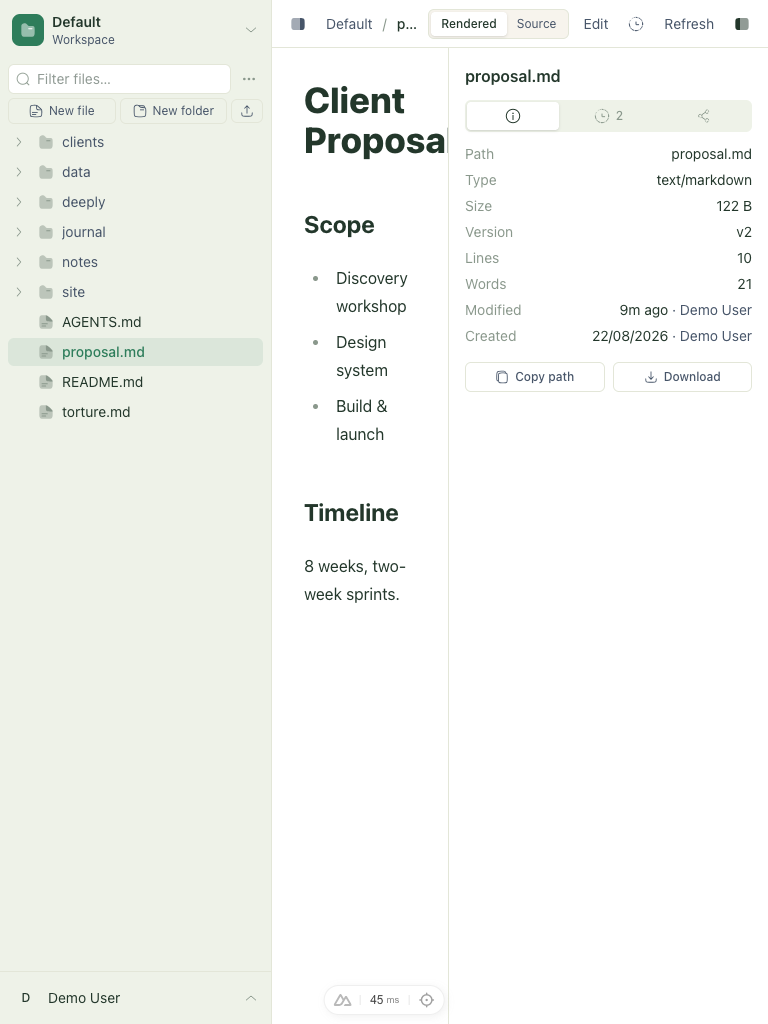 Default
Workspace
Filter files...
New file
New folder
clients
data
deeply
journal
notes
site
AGENTS.md
proposal.md
README.md
torture.md
D Demo User
Default / p...
Rendered Source Edit Refresh
Client
Proposal
Scope
• Discovery
workshop
• Design
system
• Build &
launch
Timeline
8 weeks, two-
week sprints.
45 ms
proposal.md
2
Path proposal.md
Type text/markdown
Size 122 B
Version v2
Lines 10
Words 21
Modified 9m ago · Demo User
Created 22/08/2026 · Demo User
Copy path Download